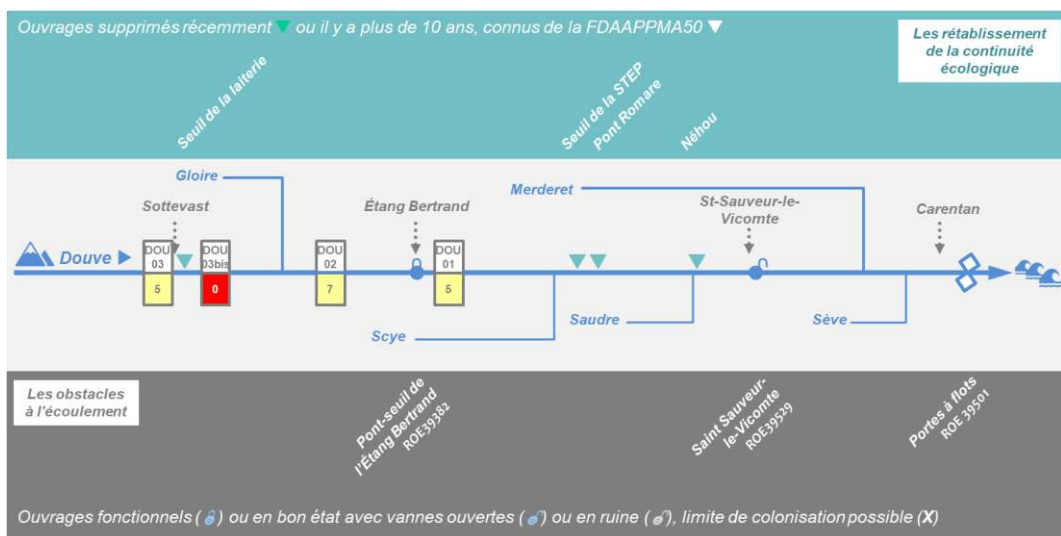 Ouvrages supprimés récemment ▼ ou il y a plus de 10 ans, connus de la FDAAPPMA50 ▼
Les rétablissement
de la continuité
écologique
Seuil de la laiterie
Seuil de la STEP
Pont Romare
Néhou
Gloire
Merderet
Sottevast
Étang Bertrand
St-Sauveur-le-
Vicomte
Carentan
Douve ▶
DOU
03
5
DOU
03bis
0
DOU
02
7
DOU
01
5
Scye
Saudre
Sève
Les obstacles
à l'écoulement
Pont-seuil de
l'Étang Bertrand
ROE39382
Saint Sauveur-
le-Vicomte
ROE39529
Portes à flots
ROE 39501
Ouvrages fonctionnels ( ) ou en bon état avec vannes ouvertes ( ) ou en ruine ( ), limite de colonisation possible (X)